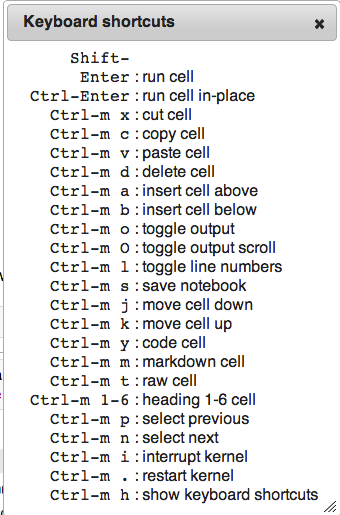 Keyboard shortcuts ×
Shift-
Enter : run cell
Ctrl-Enter : run cell in-place
Ctrl-m x : cut cell
Ctrl-m c : copy cell
Ctrl-m v : paste cell
Ctrl-m d : delete cell
Ctrl-m a : insert cell above
Ctrl-m b : insert cell below
Ctrl-m o : toggle output
Ctrl-m O : toggle output scroll
Ctrl-m l : toggle line numbers
Ctrl-m s : save notebook
Ctrl-m j : move cell down
Ctrl-m k : move cell up
Ctrl-m y : code cell
Ctrl-m m : markdown cell
Ctrl-m t : raw cell
Ctrl-m 1-6 : heading 1-6 cell
Ctrl-m p : select previous
Ctrl-m n : select next
Ctrl-m i : interrupt kernel
Ctrl-m . : restart kernel
Ctrl-m h : show keyboard shortcuts